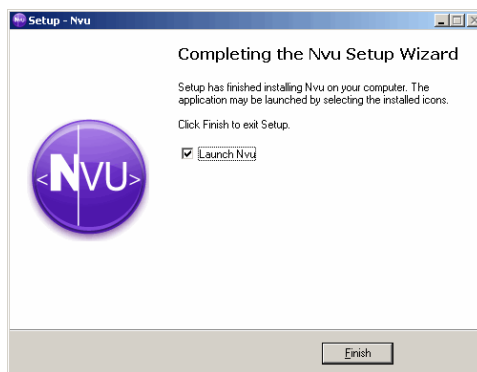 Setup - Nvu
Completing the Nvu Setup Wizard
Setup has finished installing Nvu on your computer. The
application may be launched by selecting the installed icons.
Click Finish to exit Setup.
Launch Nvu
<NVU>
Finish